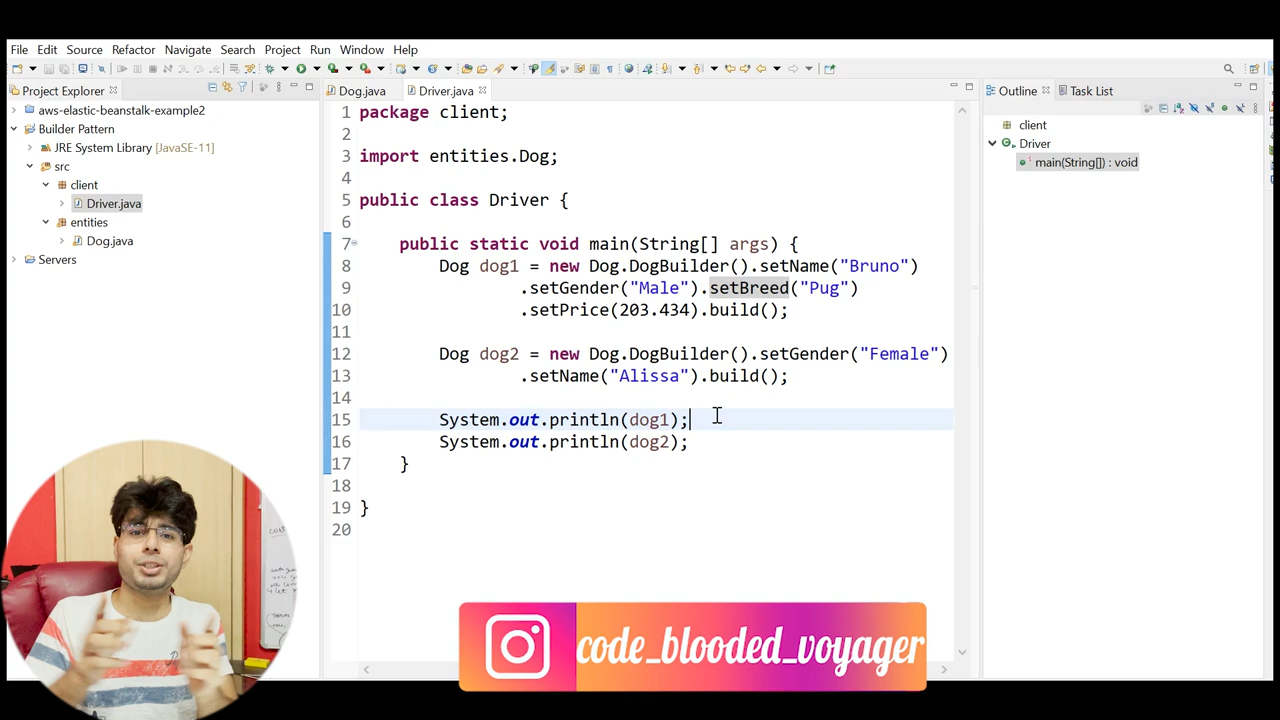 File Edit Source Refactor Navigate Search Project Run Window Help
Project Explorer
aws-elastic-beanstalk-example2
Builder Pattern
JRE System Library [JavaSE-11]
src
client
Driver.java
entities
Dog.java
Servers
Dog.java Driver.java
1 package client;
2
3 import entities.Dog;
4
5 public class Driver {
6
7 public static void main(String[] args) {
8 Dog dog1 = new Dog.DogBuilder().setName("Bruno")
9 .setGender("Male").setBreed("Pug")
10 .setPrice(203.434).build();
11
12 Dog dog2 = new Dog.DogBuilder().setGender("Female")
13 .setName("Alissa").build();
14
15 System.out.println(dog1);
16 System.out.println(dog2);
17 }
18
19 }
20
Outline Task List
client
Driver
main(String[]) : void
code_blooded_voyager